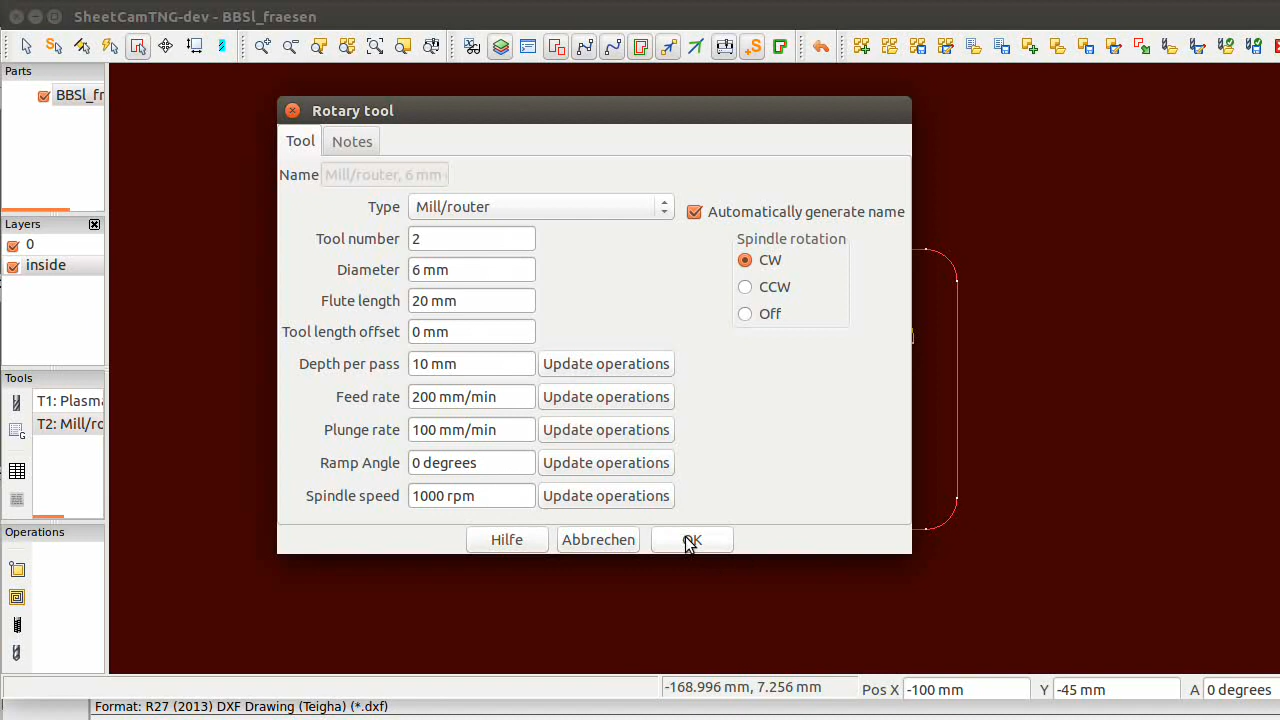 SheetCamTNG-dev - BBSl_fraesen
Parts
BBSl_fr
Layers
0
inside
Tools
T1: Plasma
T2: Mill/ro
Operations
Rotary tool
Tool
Notes
Name
Mill/router, 6 mm
Type
Mill/router
Automatically generate name
Tool number
2
Spindle rotation
CW
CCW
Off
Diameter
6 mm
Flute length
20 mm
Tool length offset
0 mm
Depth per pass
10 mm
Update operations
Feed rate
200 mm/min
Update operations
Plunge rate
100 mm/min
Update operations
Ramp Angle
0 degrees
Update operations
Spindle speed
1000 rpm
Update operations
Hilfe
Abbrechen
OK
-168.996 mm, 7.256 mm
Pos X
-100 mm
Y
-45 mm
A
0 degrees
Format: R27 (2013) DXF Drawing (Teigha) (*.dxf)